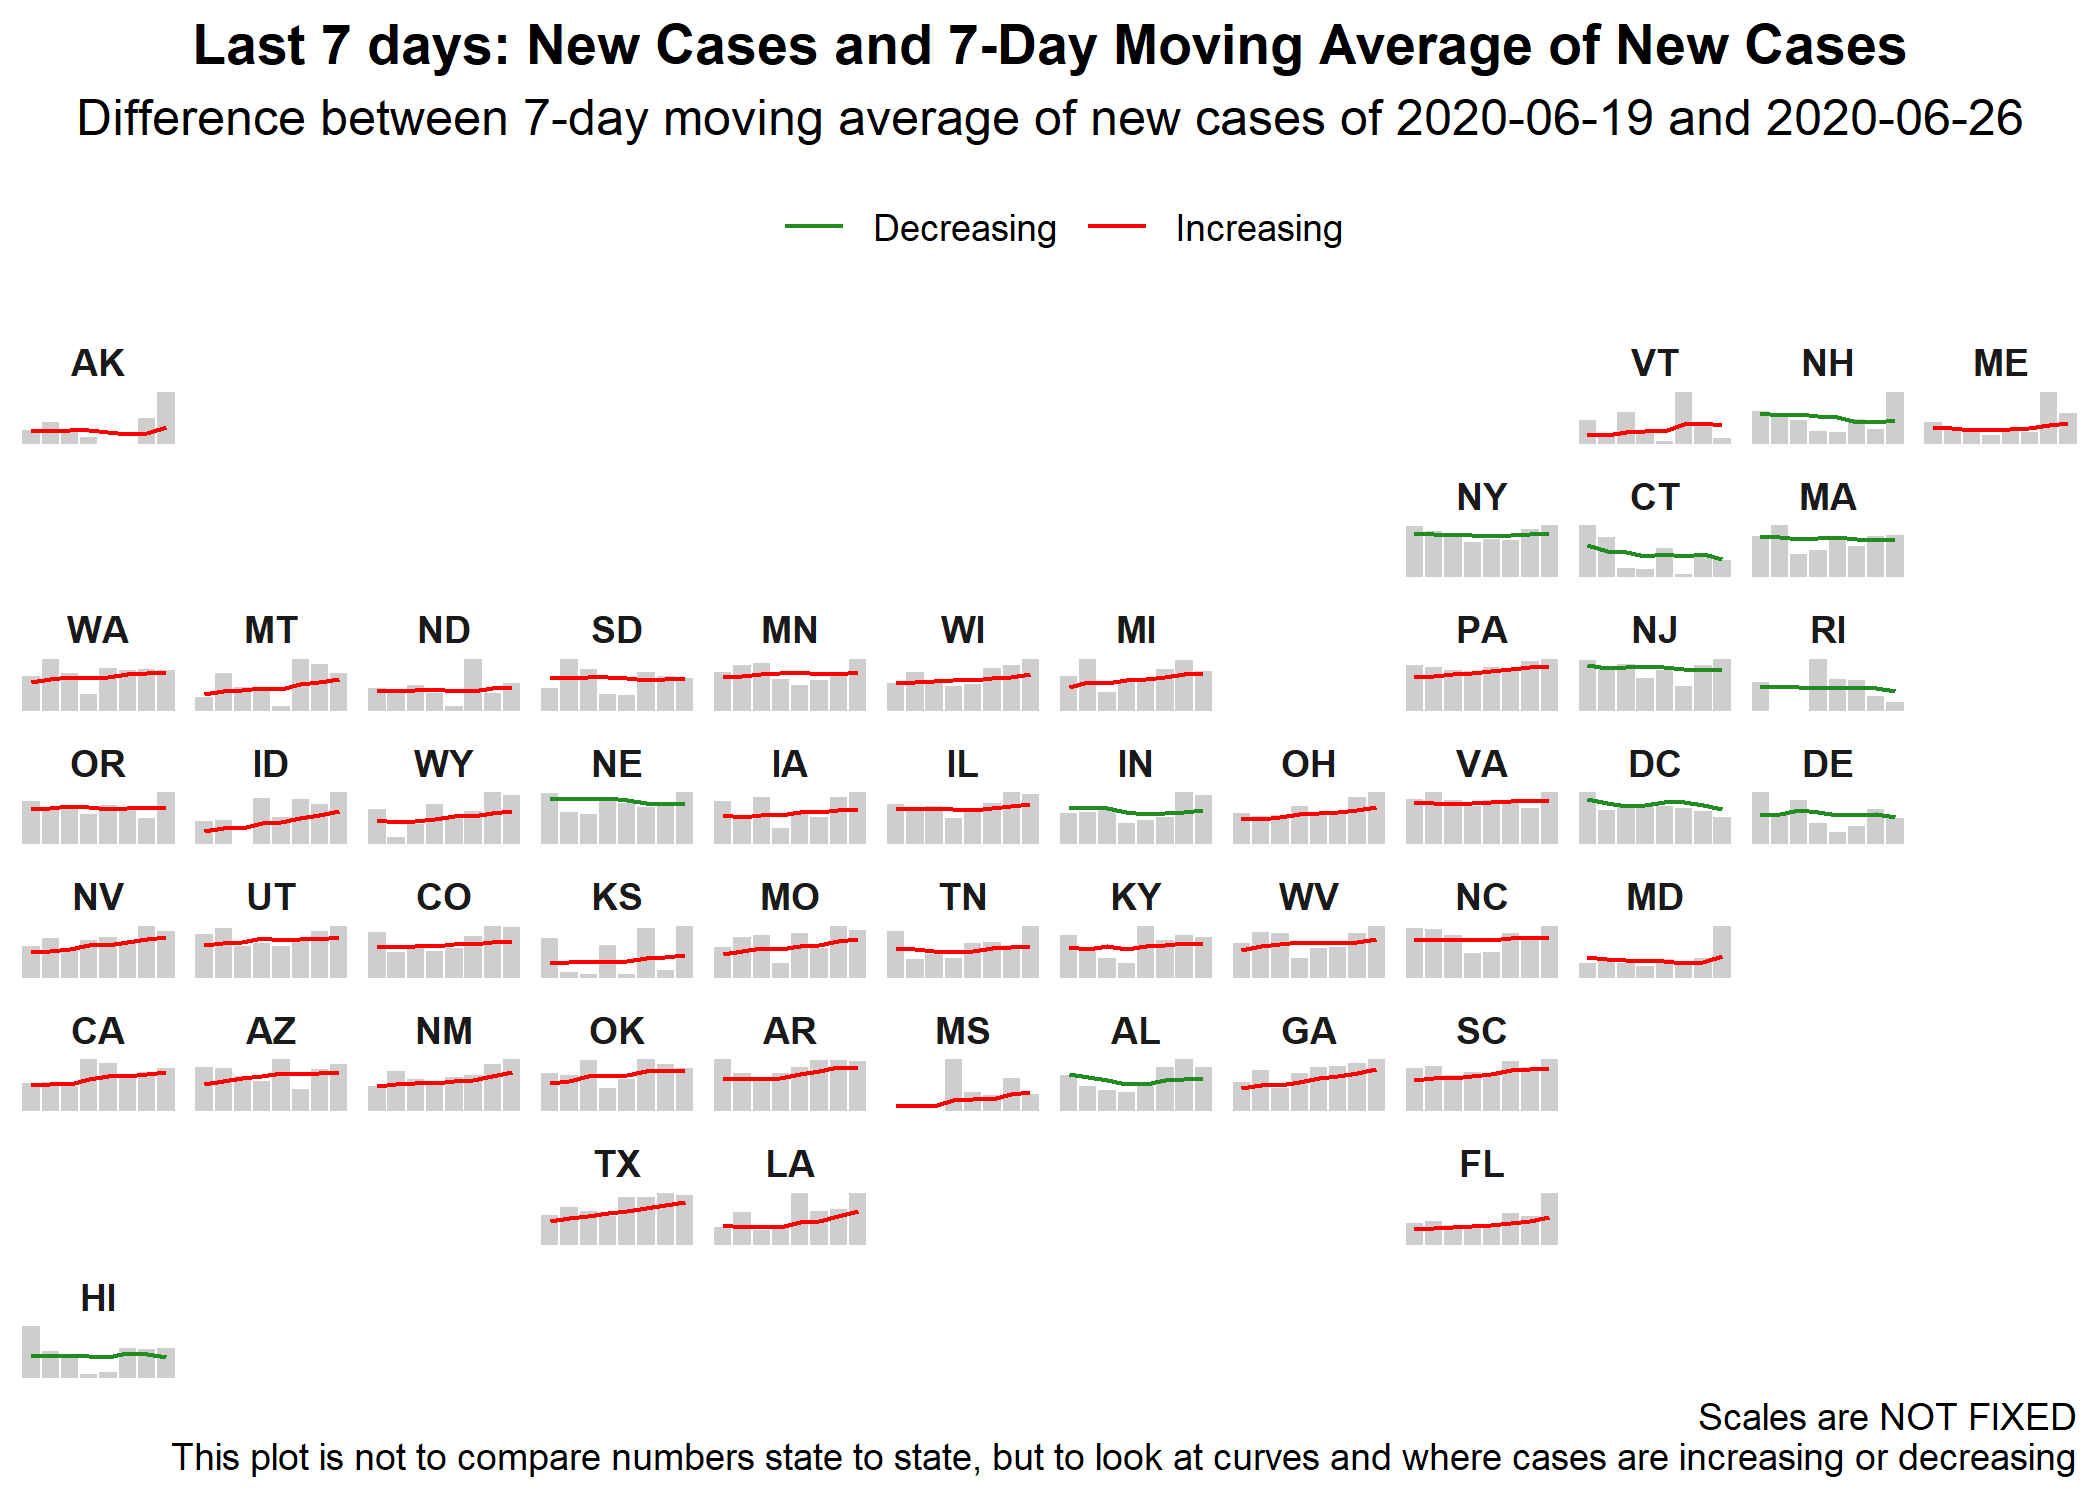 Last 7 days: New Cases and 7-Day Moving Average of New Cases
Difference between 7-day moving average of new cases of 2020-06-19 and 2020-06-26
Decreasing Increasing
AK VT NH ME
NY CT MA
WA MT ND SD MN WI MI PA NJ RI
OR ID WY NE IA IL IN OH VA DC DE
NV UT CO KS MO TN KY WV NC MD
CA AZ NM OK AR MS AL GA SC
TX LA FL
HI
Scales are NOT FIXED
This plot is not to compare numbers state to state, but to look at curves and where cases are increasing or decreasing